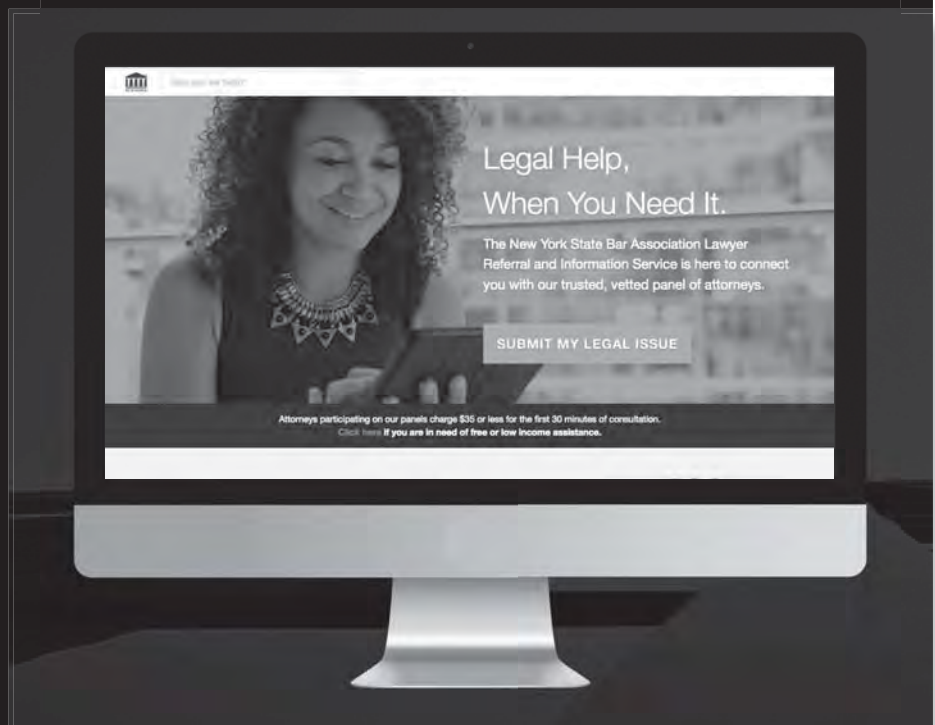 Legal Help,
When You Need It.
The New York State Bar Association Lawyer
Referral and Information Service is here to connect
you with our trusted, vetted panel of attorneys.
SUBMIT MY LEGAL ISSUE
Attorneys participating on our panels charge $35 or less for the first 30 minutes of consultation.
Click here if you are in need of free or low income assistance.